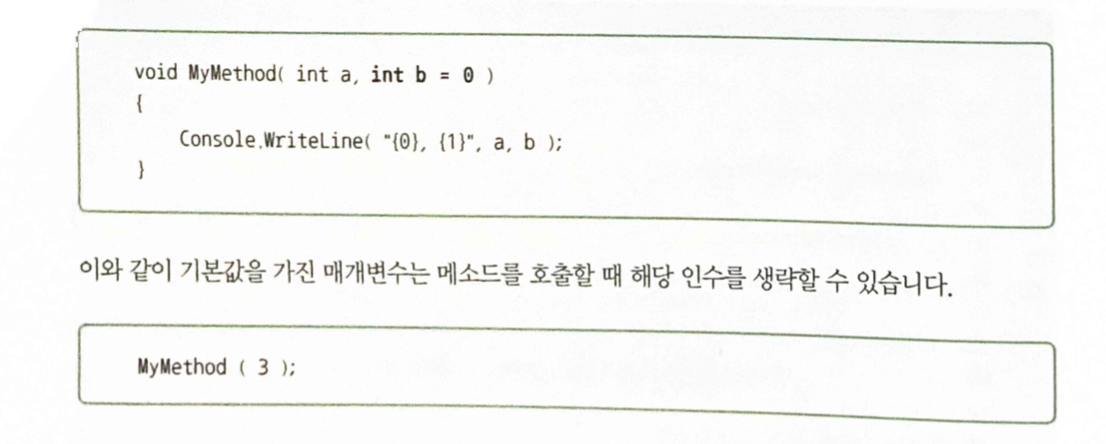 void MyMethod( int a, int b = 0 )
{
Console.WriteLine( "{0}, {1}", a, b );
}
이와 같이 기본값을 가진 매개변수는 메소드를 호출할 때 해당 인수를 생략할 수 있습니다.
MyMethod ( 3 );